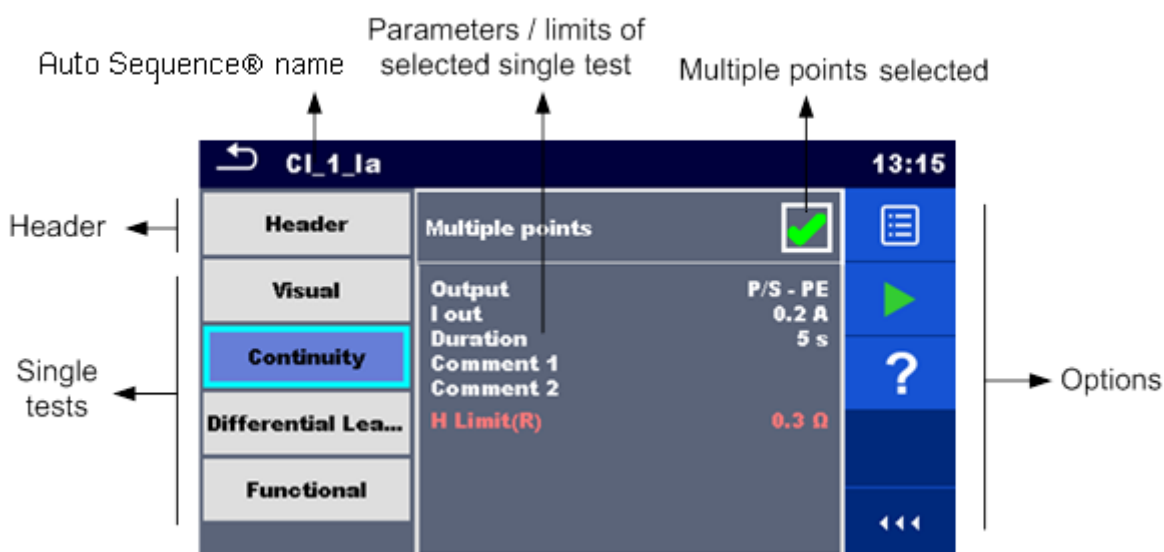 Auto Sequence® name
Parameters / limits of
selected single test
Multiple points selected
Cl_1_Ia
13:15
Header
Header
Single
tests
Visual
Continuity
Differential Lea...
Functional
Multiple points
Output P/S - PE
I out 0.2 A
Duration 5 s
Comment 1
Comment 2
H Limit(R) 0.3 Ω
?
Options